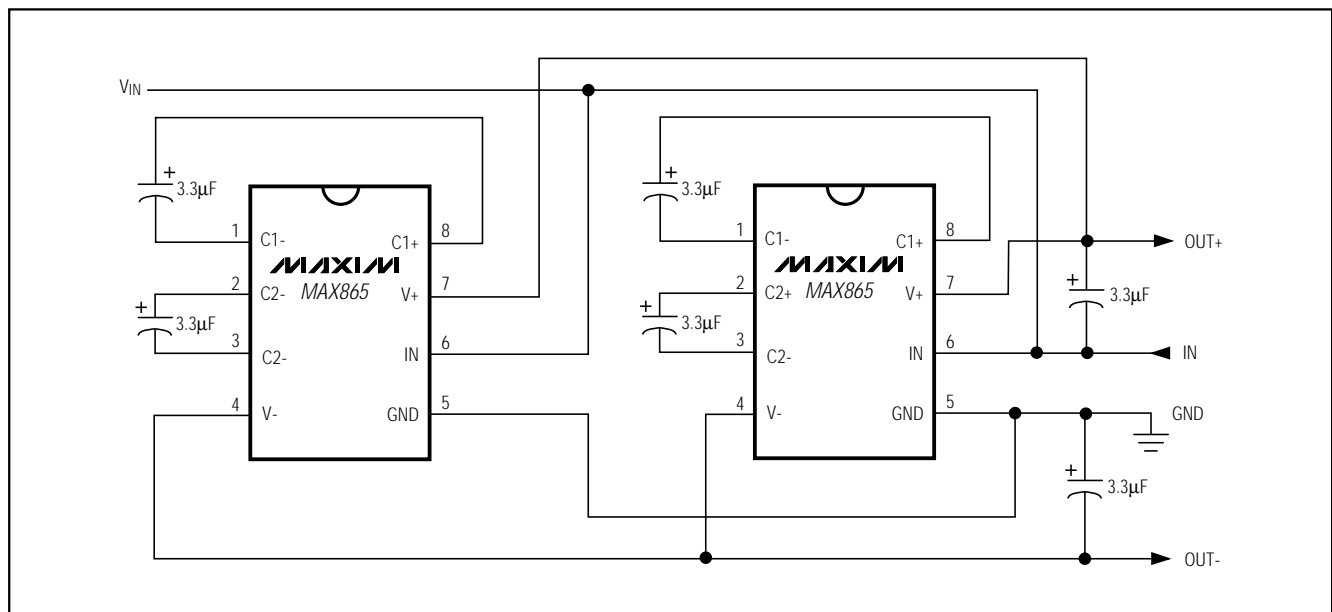 VIN
+
3.3µF
+
3.3µF
1
C1-
C1+
8
1
C1-
C1+
8
OUT+
MAXIM
MAX865
MAXIM
MAX865
2
C2-
V+
7
2
C2+
V+
7
+
3.3µF
+
3.3µF
+
3.3µF
3
C2-
IN
6
3
C2-
IN
6
IN
4
V-
GND
5
4
V-
GND
5
GND
+
3.3µF
OUT-